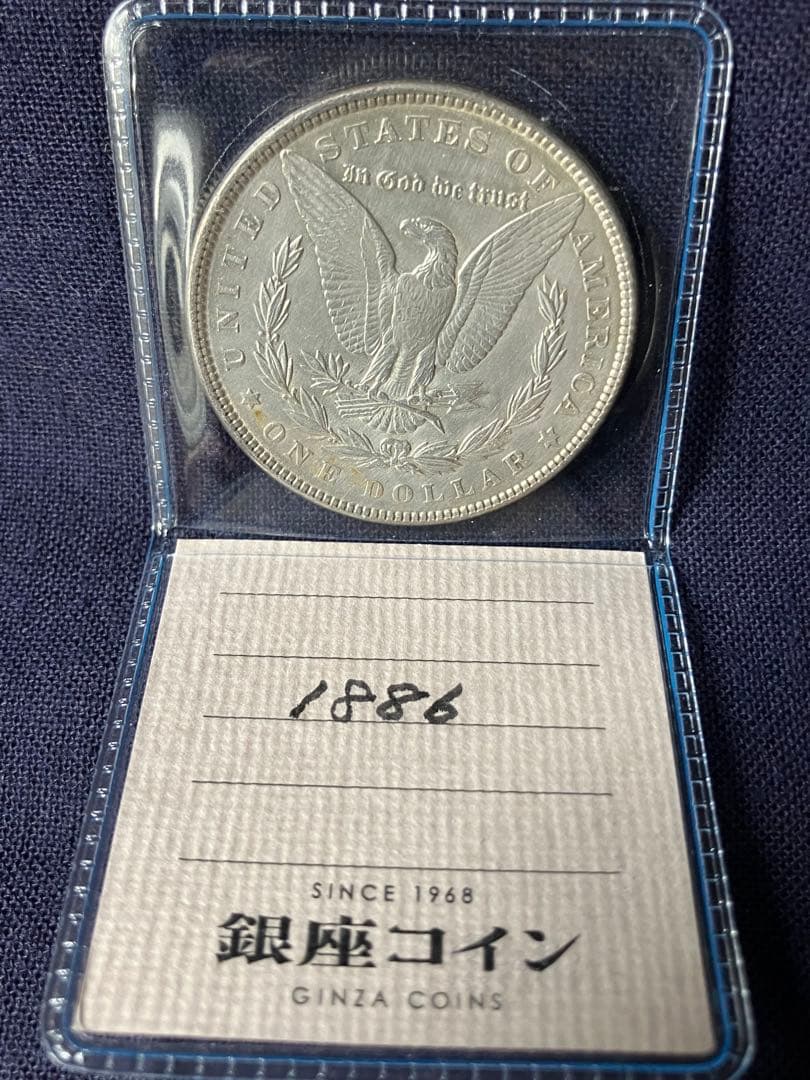 UNITED STATES OF AMERICA
In God we trust
ONE DOLLAR
1886
SINCE 1968
銀座コイン
GINZA COINS